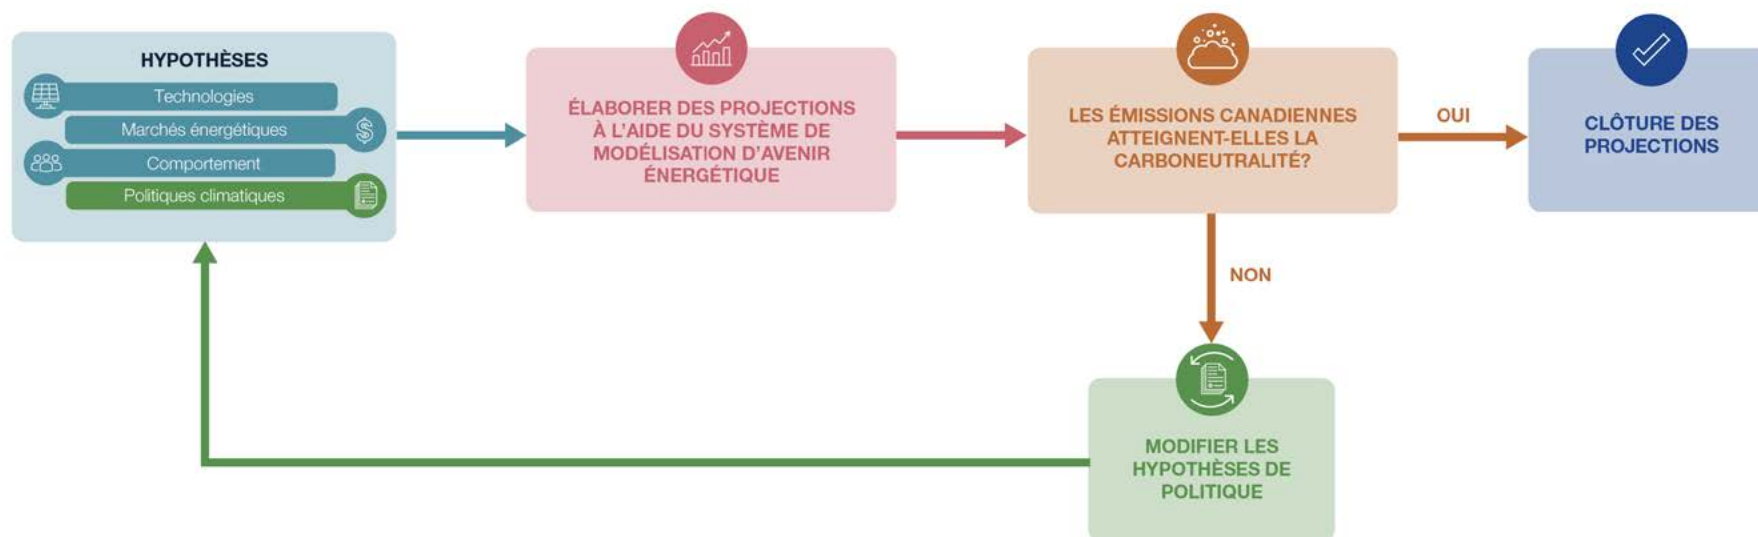 HYPOTHÈSES
Technologies
Marchés énergétiques
Comportement
Politiques climatiques
ÉLABORER DES PROJECTIONS
À L'AIDE DU SYSTÈME DE
MODÉLISATION D'AVENIR
ÉNERGÉTIQUE
LES ÉMISSIONS CANADIENNES
ATTEIGNENT-ELLES LA
CARBONEUTRALITÉ?
OUI
CLÔTURE DES
PROJECTIONS
NON
MODIFIER LES
HYPOTHÈSES DE
POLITIQUE